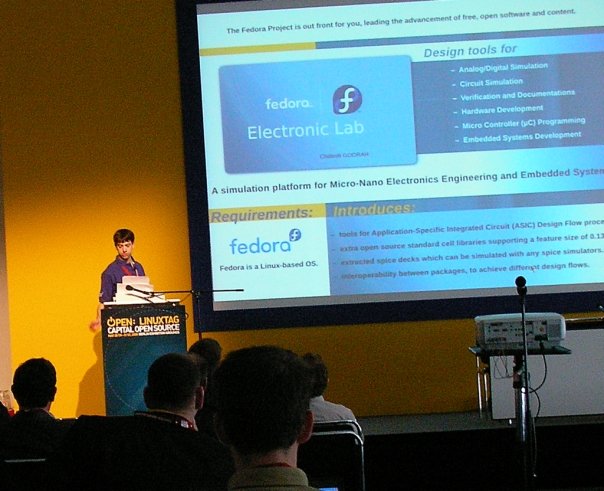 The Fedora Project is out front for you, leading the advancement of free, open software and content.
Design tools for
– Analog/Digital Simulation
– Circuit Simulation
– Verification and Documentations
– Hardware Development
– Micro Controller (µC) Programming
– Embedded Systems Development
fedora
Electronic Lab
Chitlesh GOORAH
A simulation platform for Micro-Nano Electronics Engineering and Embedded System
Requirements:
fedora
Fedora is a Linux-based OS.
Introduces:
– tools for Application-Specific Integrated Circuit (ASIC) Design Flow proce
– extra open source standard cell libraries supporting a feature size of 0.13
– extracted spice decks which can be simulated with any spice simulators.
– interoperability between packages, to achieve different design flows.
OPEN: LINUXTAG
CAPITAL OPEN SOURCE